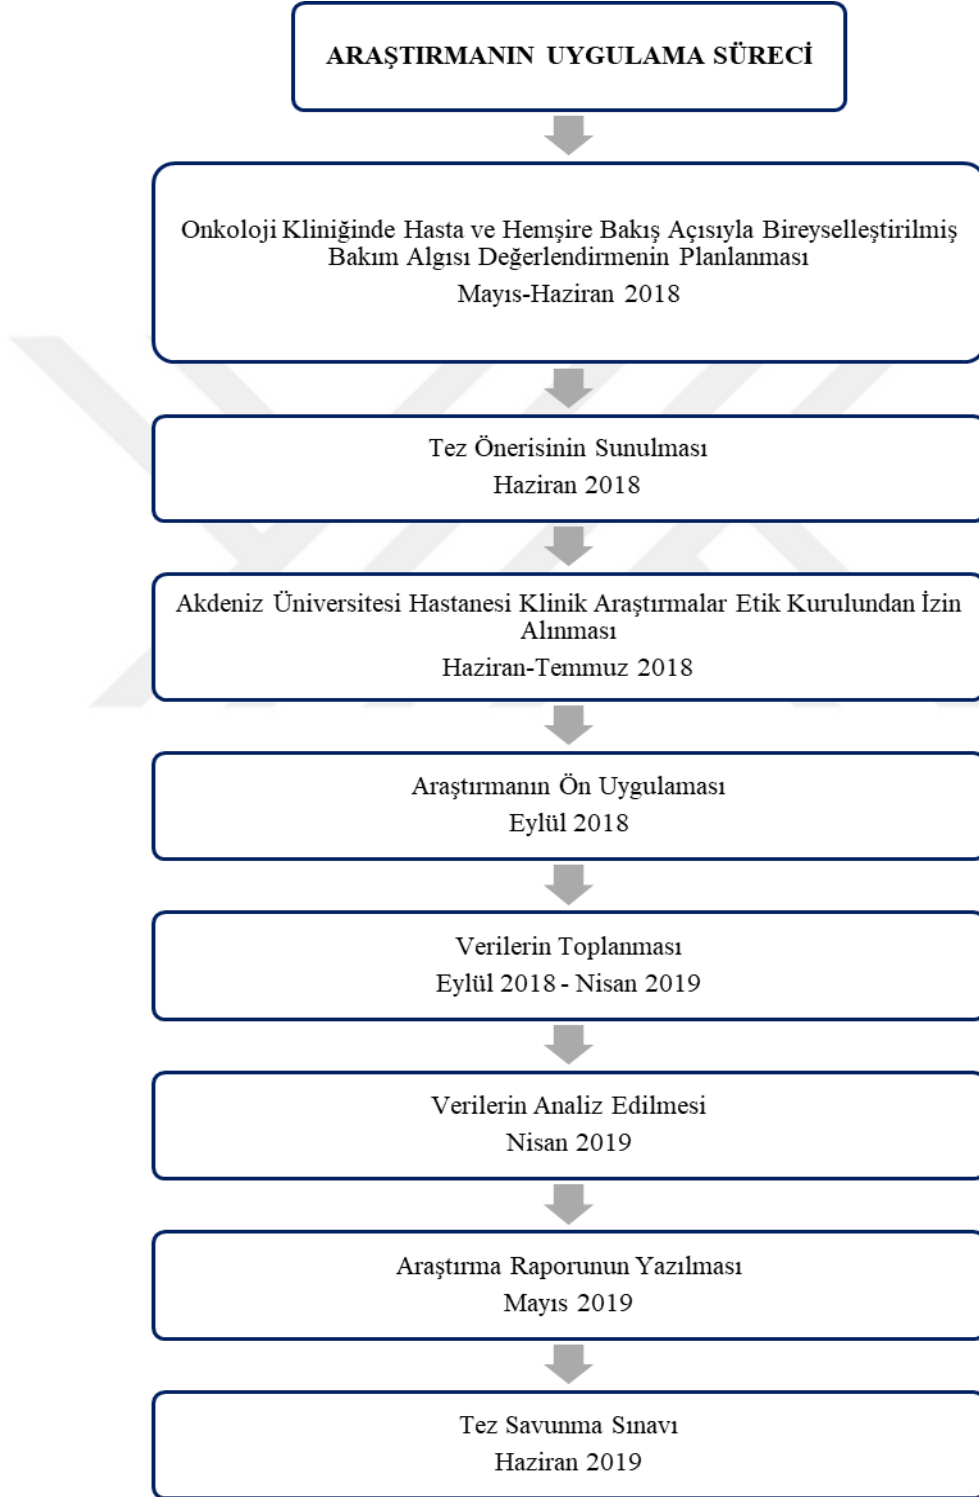 ARAŞTIRMANIN UYGULAMA SÜRECİ
Onkoloji Kliniğinde Hasta ve Hemşire Bakış Açısıyla Bireyselleştirilmiş
Bakım Algısı Değerlendirmenin Planlanması
Mayıs-Haziran 2018
Tez Önerisinin Sunulması
Haziran 2018
Akdeniz Üniversitesi Hastanesi Klinik Araştırmalar Etik Kurulundan İzin
Alınması
Haziran-Temmuz 2018
Araştırmanın Ön Uygulaması
Eylül 2018
Verilerin Toplanması
Eylül 2018 - Nisan 2019
Verilerin Analiz Edilmesi
Nisan 2019
Araştırma Raporunun Yazılması
Mayıs 2019
Tez Savunma Sınavı
Haziran 2019